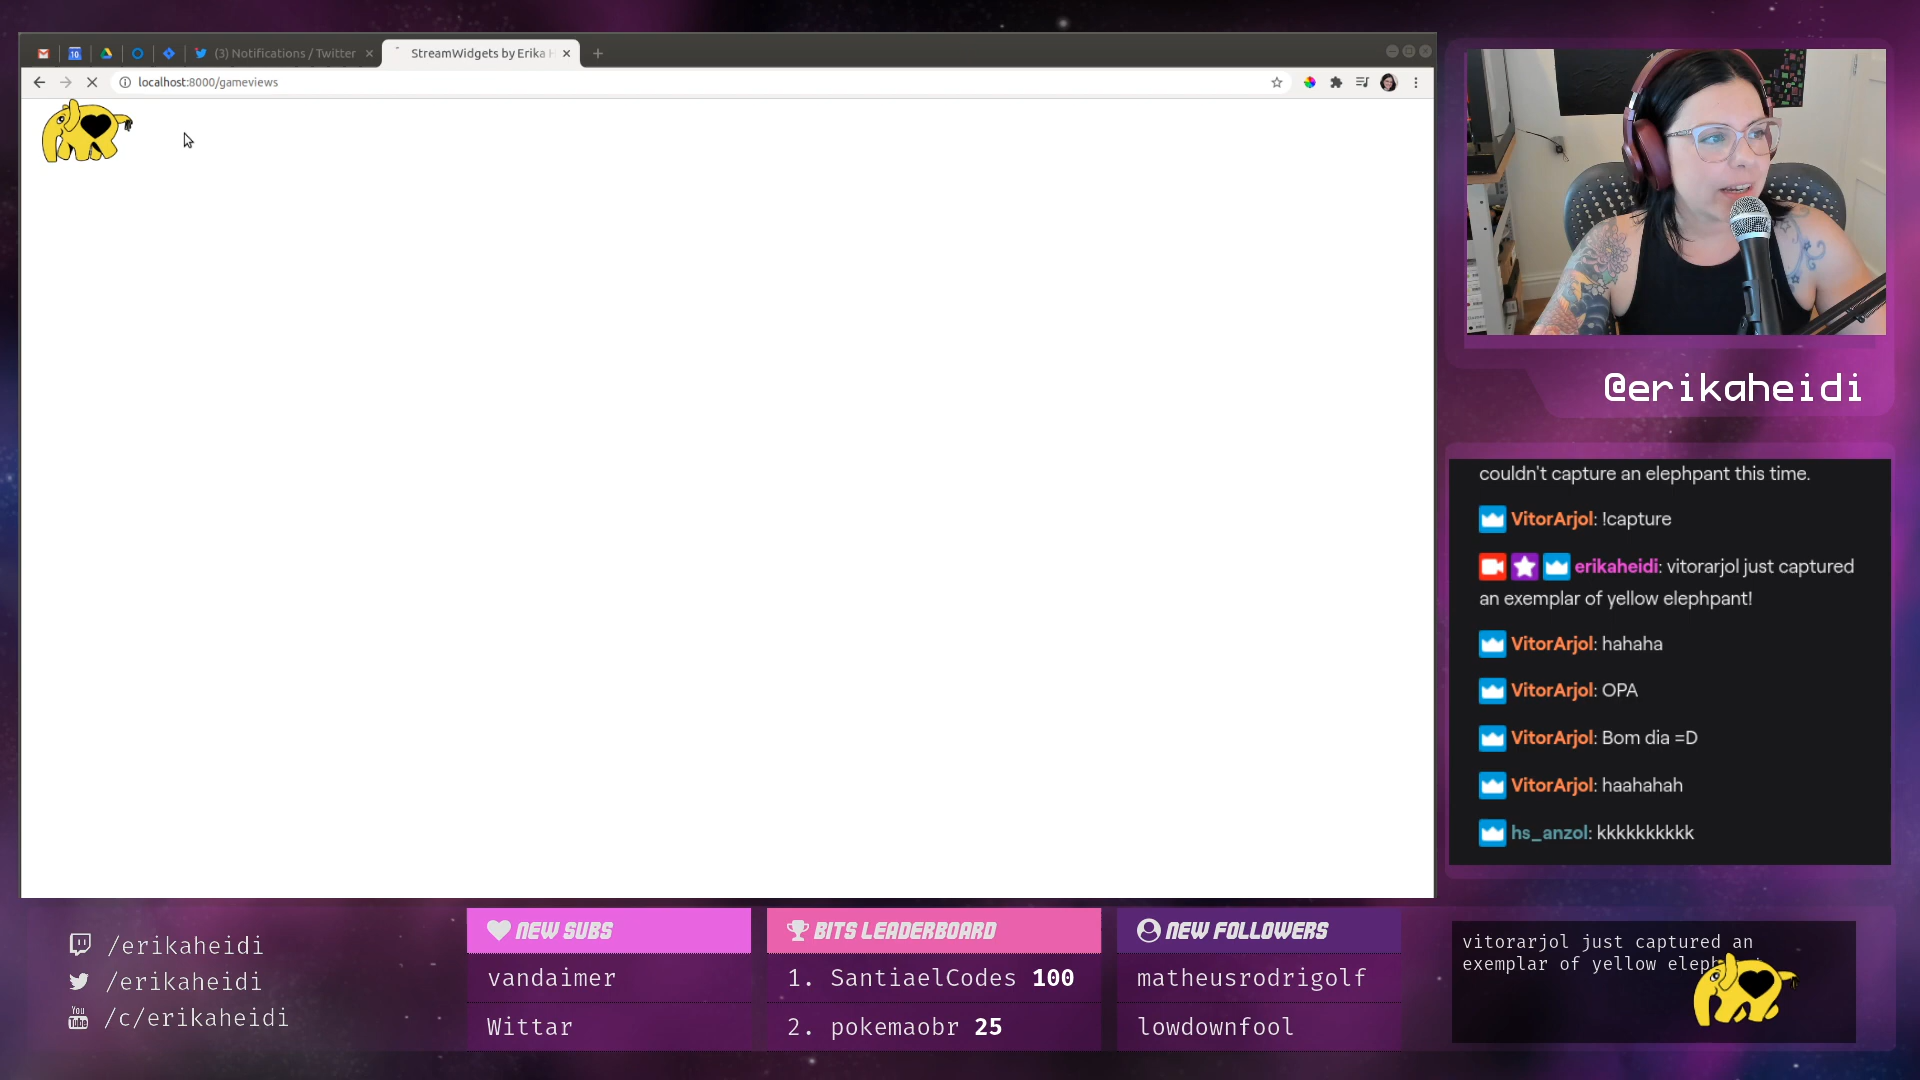 (3) Notifications / Twitter
StreamWidgets by Erika H
localhost:8000/gameviews
@erikaheidi
couldn't capture an elephpant this time.
VitorArjol: !capture
erikaheidi: vitorarjol just captured
an exemplar of yellow elephpant!
VitorArjol: hahaha
VitorArjol: OPA
VitorArjol: Bom dia =D
VitorArjol: haahahah
hs_anzol: kkkkkkkkkk
/erikaheidi
/erikaheidi
You Tube /c/erikaheidi
NEW SUBS
vandaimer
Wittar
BITS LEADERBOARD
1. SantiaelCodes 100
2. pokemaobr 25
NEW FOLLOWERS
matheusrodrigolf
lowdownfool
vitorarjol just captured an
exemplar of yellow